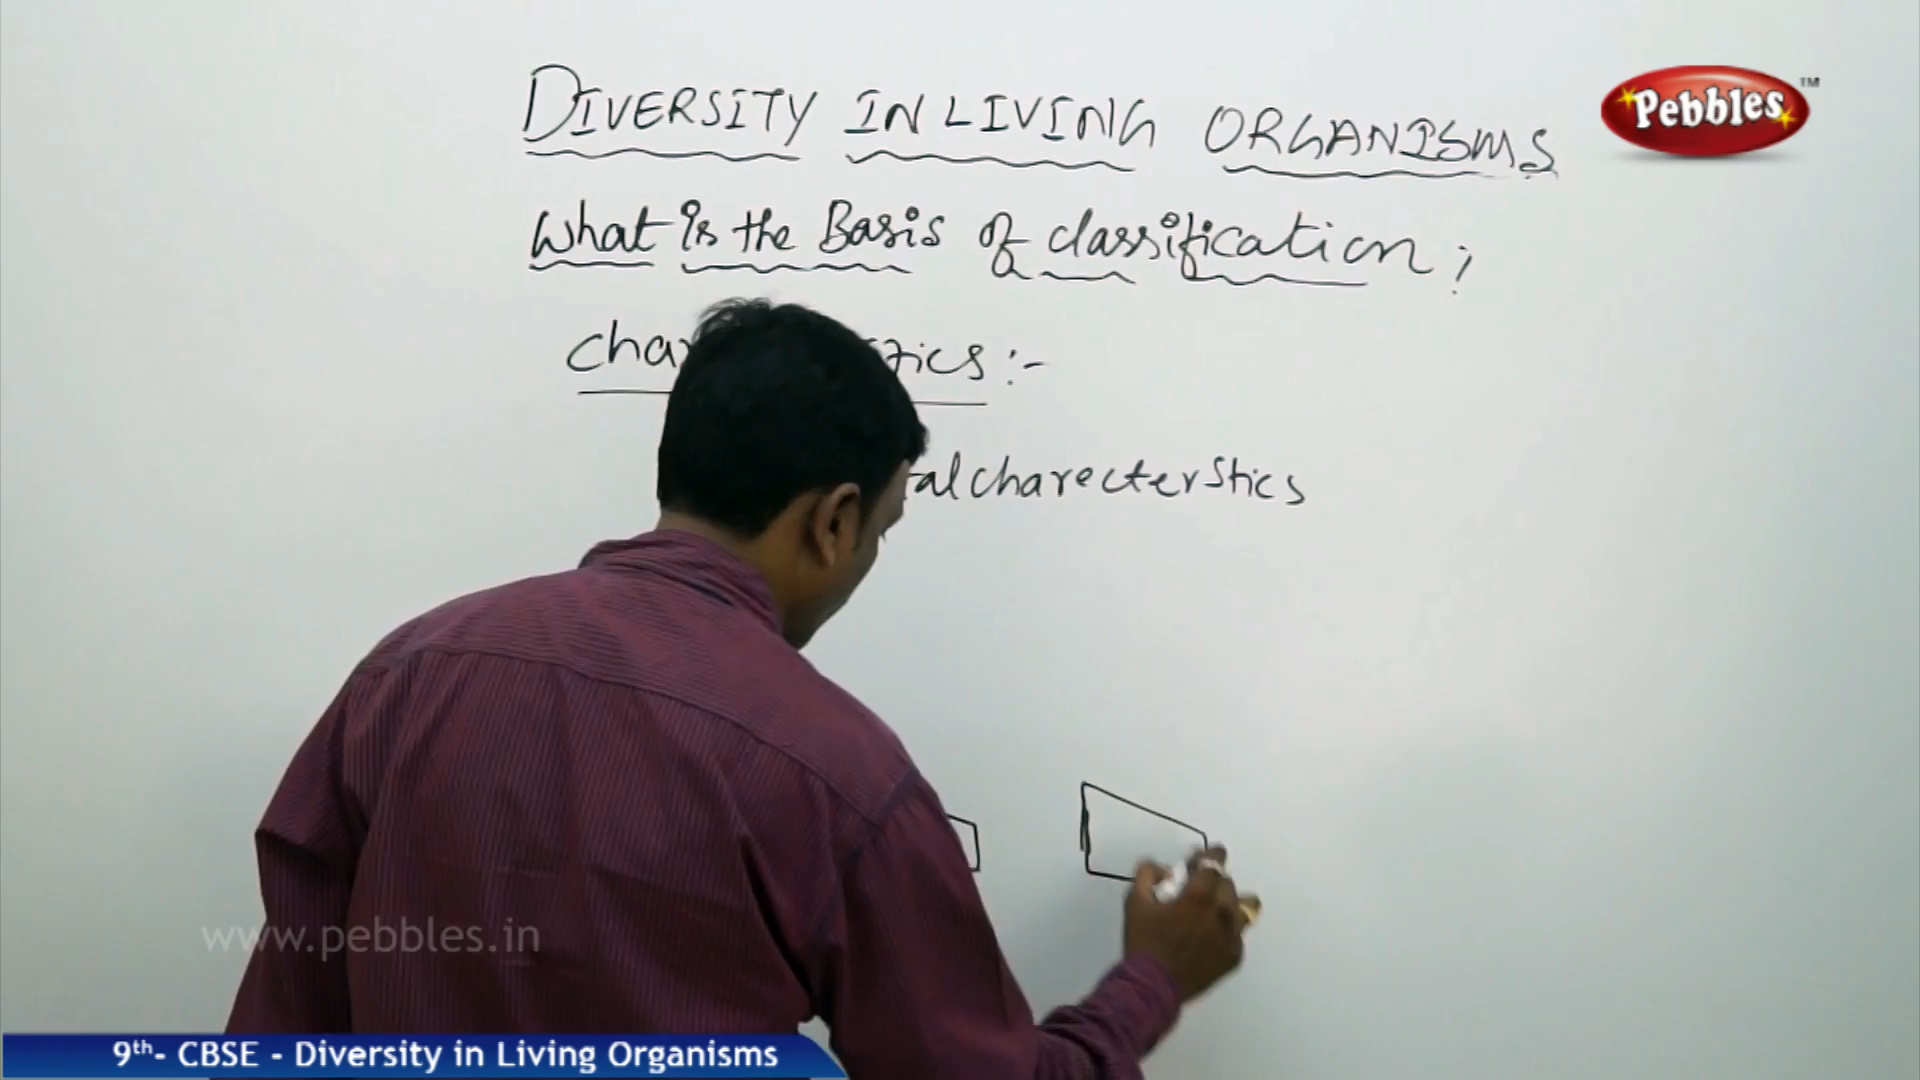 DIVERSITY IN LIVING ORGANISMS
Pebbles™
What is the Basis of classification ;
:-
charecterstics
www.pebbles.in
9th- CBSE - Diversity in Living Organisms